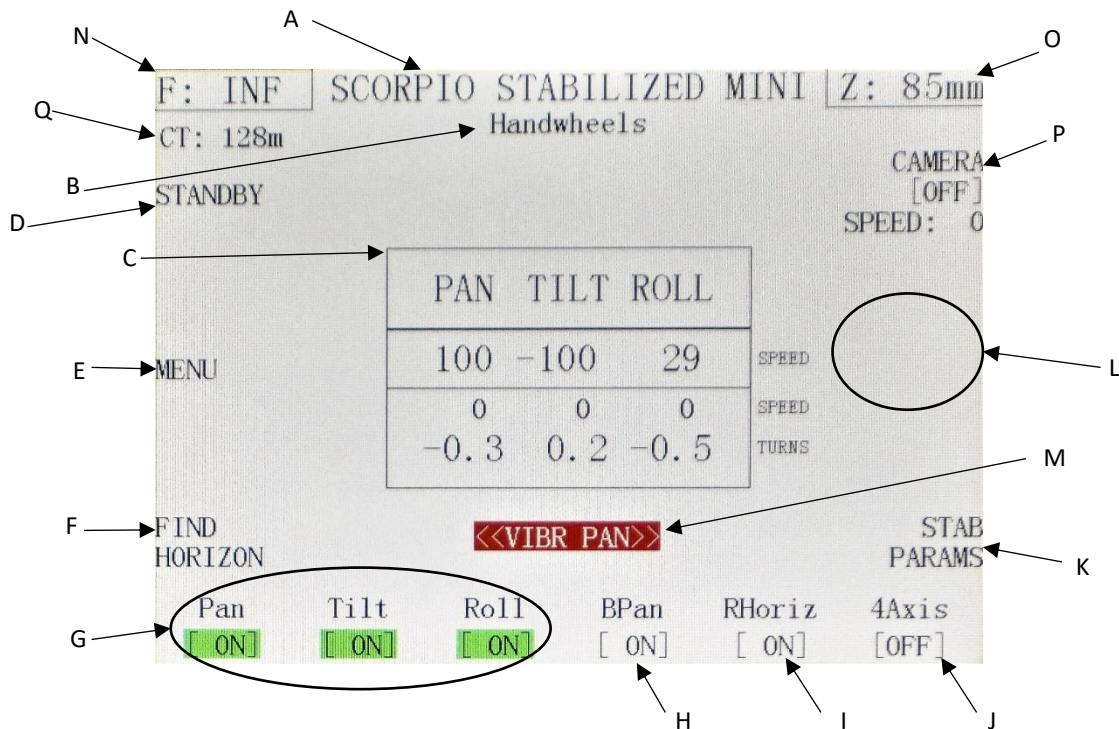 N
A
O
F: INF
SCORPIO STABILIZED MINI
Z: 85mm
Q
CT: 128m
Handwheels
P
B
CAMERA
[OFF]
SPEED: 0
D
STANDBY
C
PAN TILT ROLL
100 -100 29 SPEED
0 0 0 SPEED
-0.3 0.2 -0.5 TURNS
E
MENU
L
M
F
FIND
HORIZON
<<VIBR PAN>>
STAB
PARAMS
K
Pan Tilt Roll BPan RHoriz 4Axis
[ ON] [ ON] [ ON] [ ON] [ ON] [OFF]
G
H
I
J